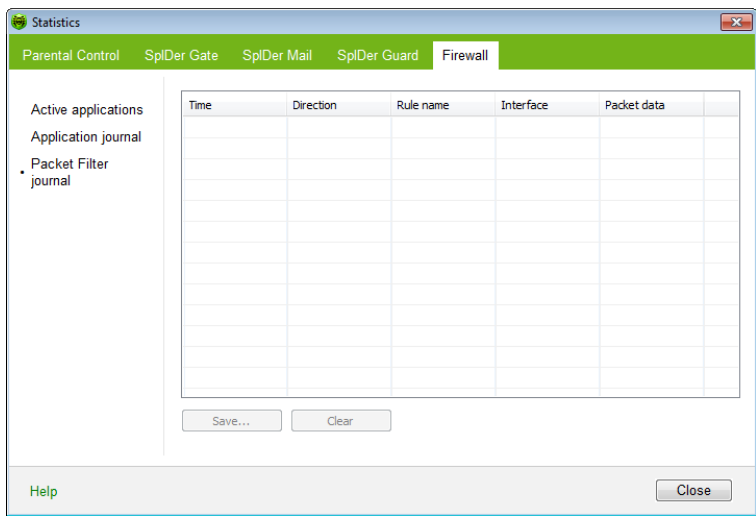 Statistics
Parental Control SpIDer Gate SpIDer Mail SpIDer Guard Firewall
Active applications
Application journal
Packet Filter
journal
Time Direction Rule name Interface Packet data
Save... Clear
Help Close